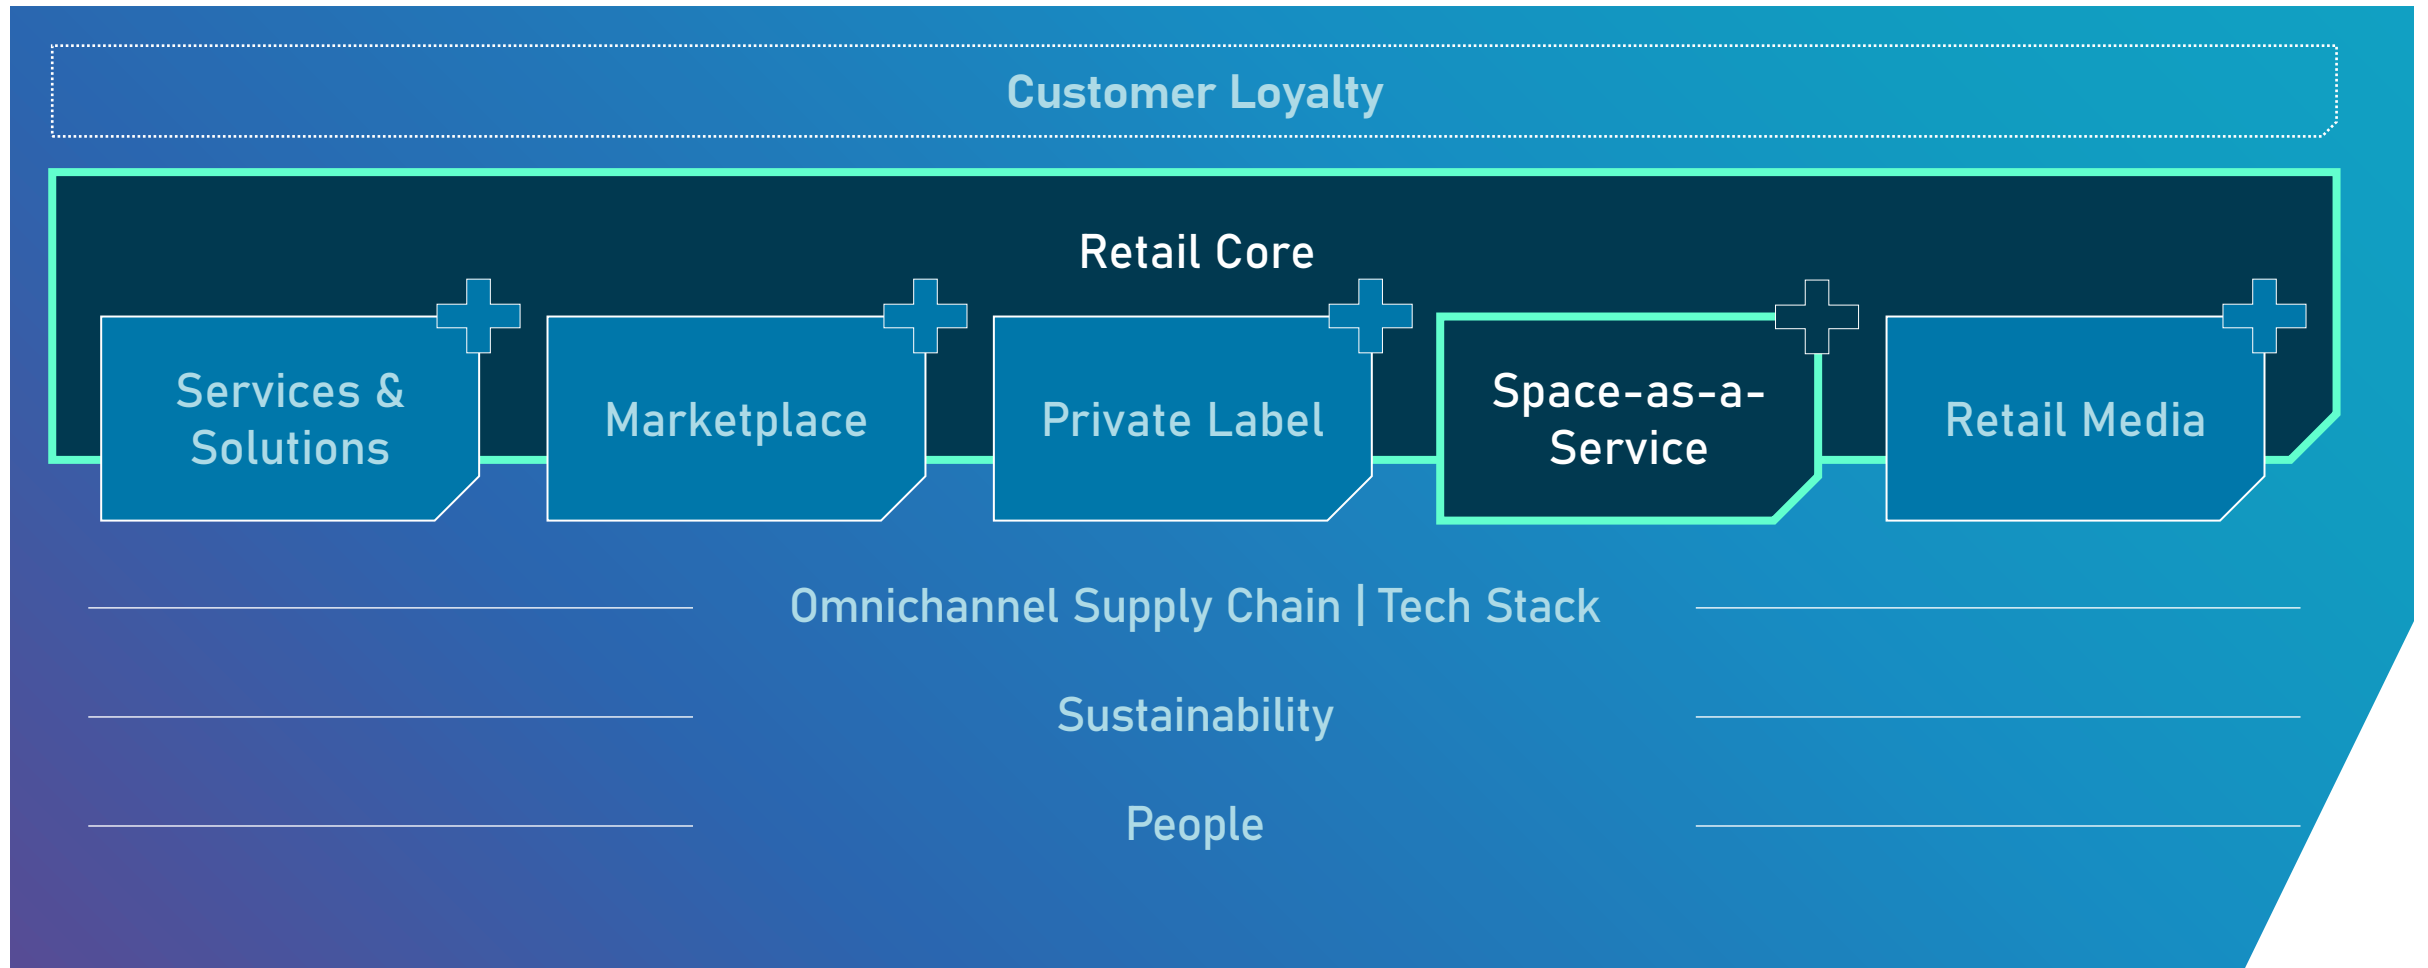 Customer Loyalty
Retail Core
Services &
Solutions
Marketplace
Private Label
Space-as-a-
Service
Retail Media
Omnichannel Supply Chain | Tech Stack
Sustainability
People